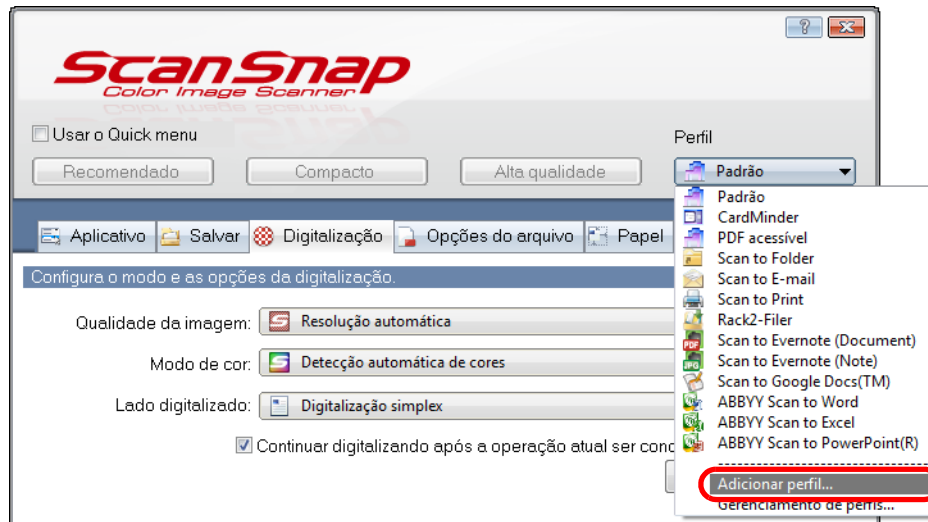 ScanSnap
Color Image Scanner
Usar o Quick menu
Perfil
Recomendado
Compacto
Alta qualidade
Padrão
Aplicativo
Salvar
Digitalização
Opções do arquivo
Papel
Configura o modo e as opções da digitalização.
Qualidade da imagem:
Resolução automática
Modo de cor:
Detecção automática de cores
Lado digitalizado:
Digitalização simplex
Continuar digitalizando após a operação atual ser conc
Padrão
CardMinder
PDF acessível
Scan to Folder
Scan to E-mail
Scan to Print
Rack2-Filer
Scan to Evernote (Document)
Scan to Evernote (Note)
Scan to Google Docs(TM)
ABBYY Scan to Word
ABBYY Scan to Excel
ABBYY Scan to PowerPoint(R)
Adicionar perfil...
Gerenciamento de perfis...